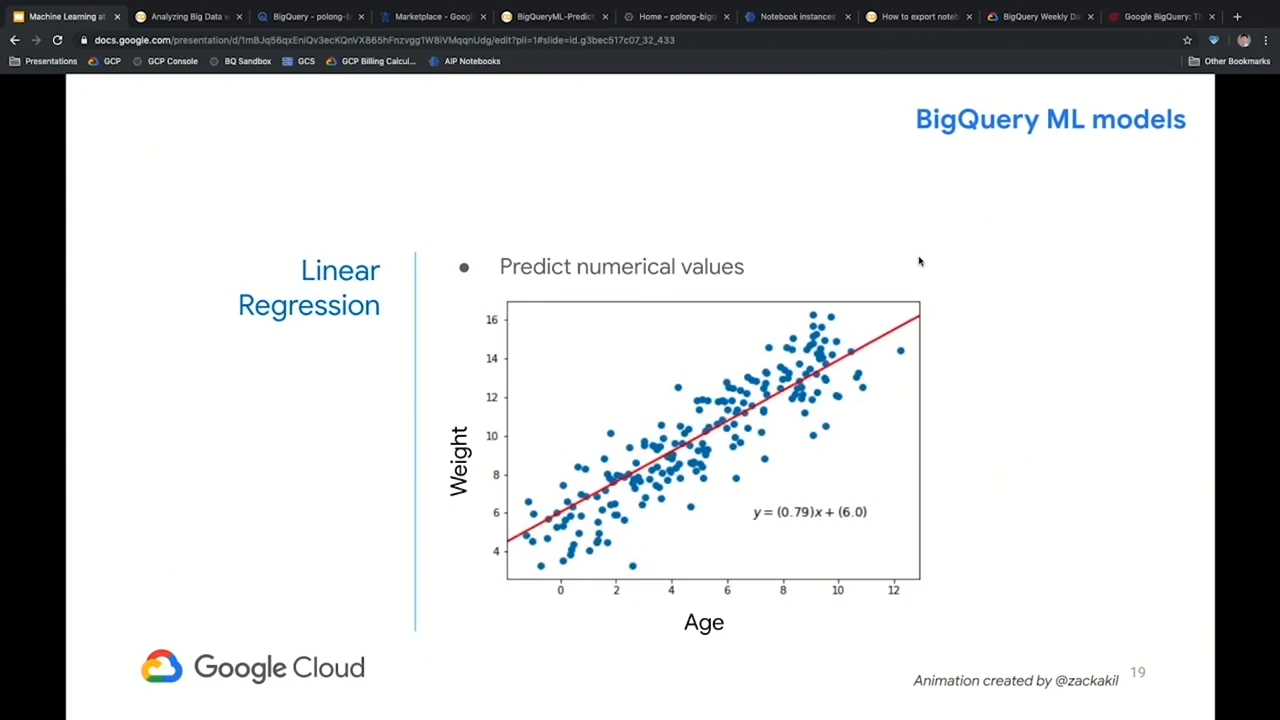 Machine Learning at
Analyzing Big Data w
BigQuery - polong-b
Marketplace - Goog
BigQueryML-Predict
Home - polong-bigq
Notebook instances
How to export noteb
BigQuery Weekly Da
Google BigQuery: Th
docs.google.com/presentation/d/1mBJq56qxEniQv3ecKQnVX865hFnzvgg1W8iVMqqnUdg/edit?pli=1#slide=id.g3bec517c07_32_433
Presentations
GCP
GCP Console
BQ Sandbox
GCS
GCP Billing Calcul...
AIP Notebooks
Other Bookmarks
BigQuery ML models
Linear
Regression
● Predict numerical values
16
14
12
10
8
6
4
Weight
y = (0.79)x + (6.0)
0 2 4 6 8 10 12
Age
Google Cloud
Animation created by @zackakil
19